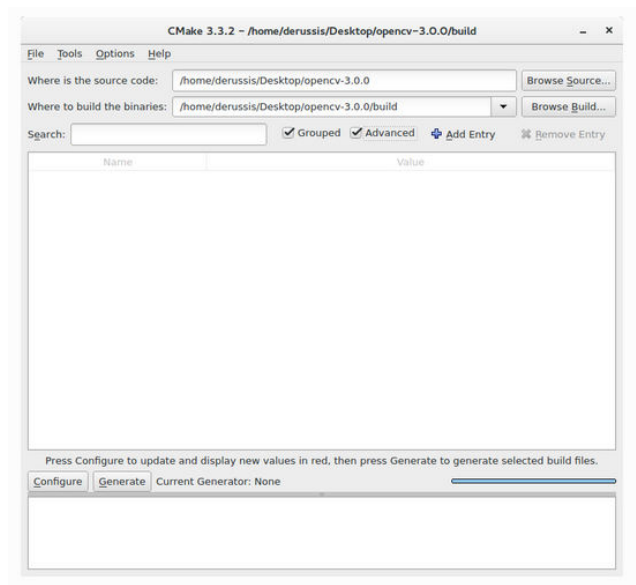 CMake 3.3.2 – /home/derussis/Desktop/opencv-3.0.0/build
File Tools Options Help
Where is the source code: /home/derussis/Desktop/opencv-3.0.0 Browse Source...
Where to build the binaries: /home/derussis/Desktop/opencv-3.0.0/build Browse Build...
Search: Grouped Advanced Add Entry Remove Entry
Name Value
Press Configure to update and display new values in red, then press Generate to generate selected build files.
Configure Generate Current Generator: None